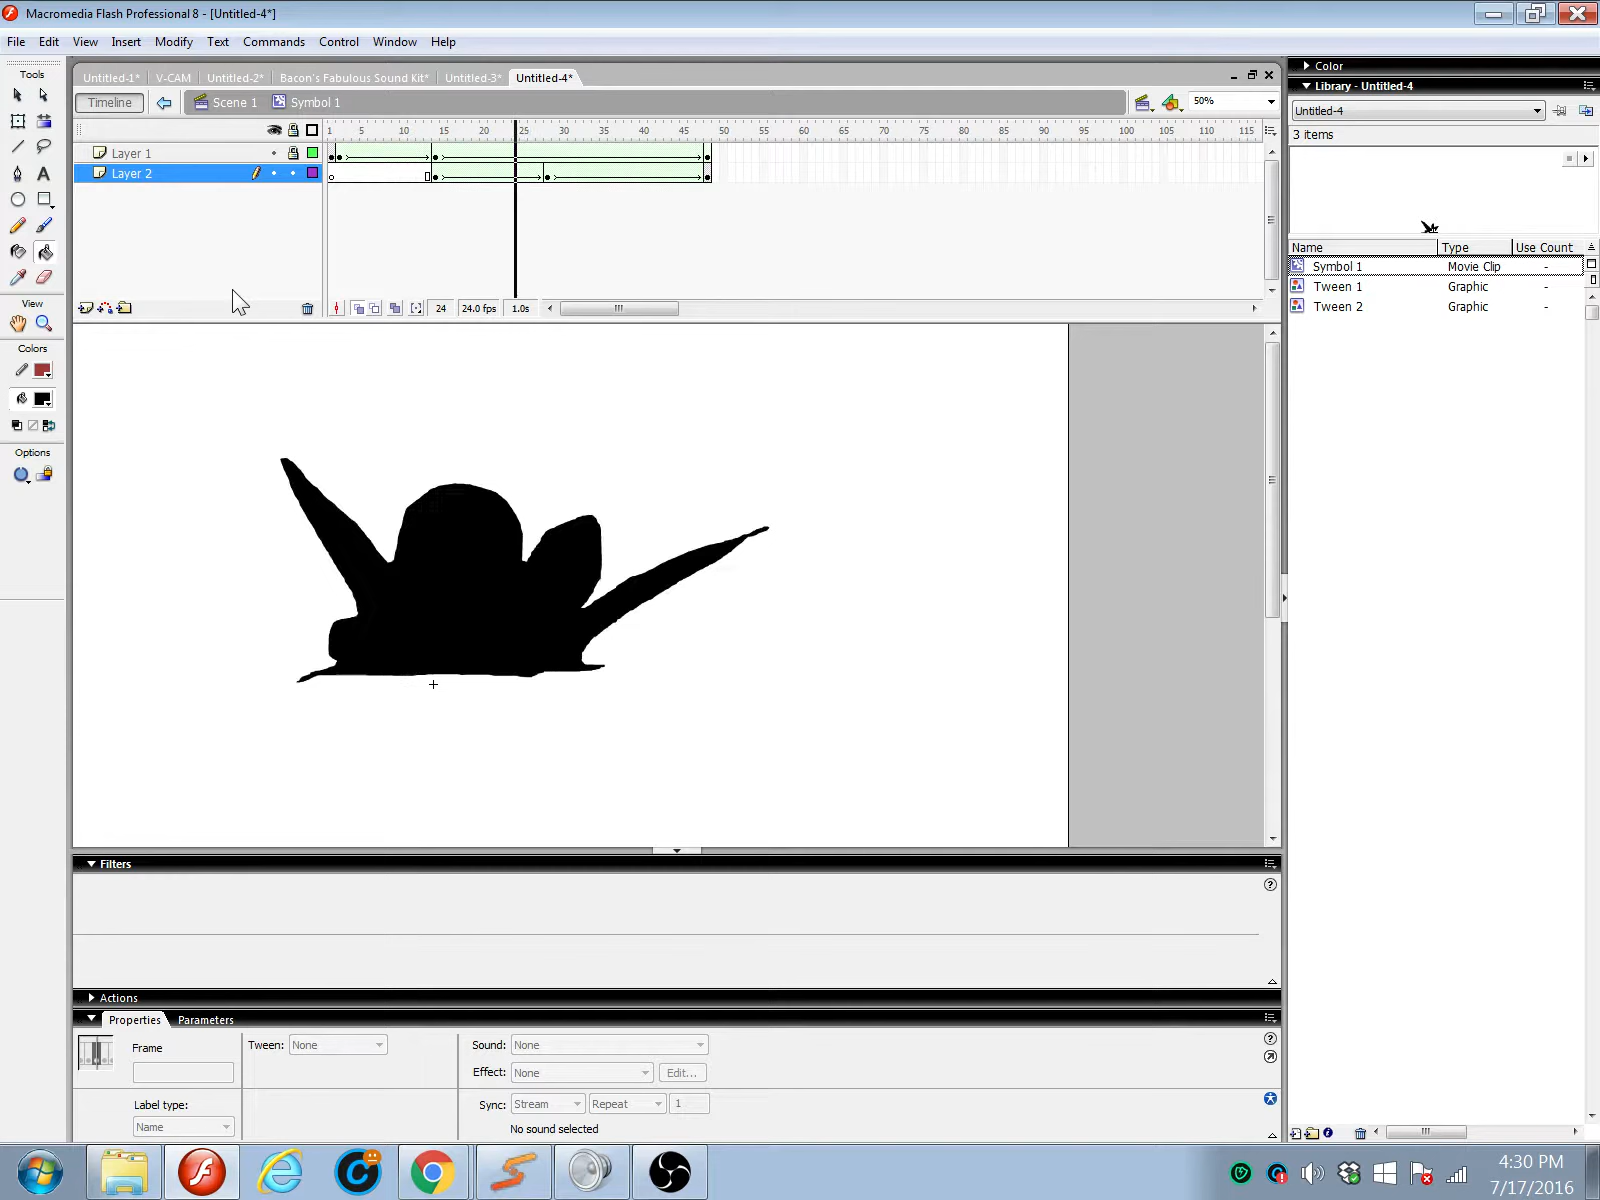 Macromedia Flash Professional 8 - [Untitled-4*]
File Edit View Insert Modify Text Commands Control Window Help
Tools
Untitled-1* V-CAM Untitled-2* Bacon's Fabulous Sound Kit* Untitled-3* Untitled-4*
Timeline Scene 1 Symbol 1 50%
1 5 10 15 20 25 30 35 40 45 50 55 60 65 70 75 80 85 90 95 100 105 110 115
Layer 1
Layer 2
24 24.0 fps 1.0s
View
Colors
Options
Color
Library - Untitled-4
Untitled-4
3 items
Name Type Use Count
Symbol 1 Movie Clip -
Tween 1 Graphic -
Tween 2 Graphic -
Filters
Actions
Properties Parameters
Frame Tween: None Sound: None
Effect: None Edit...
Label type: Sync: Stream Repeat 1
Name No sound selected
4:30 PM
7/17/2016